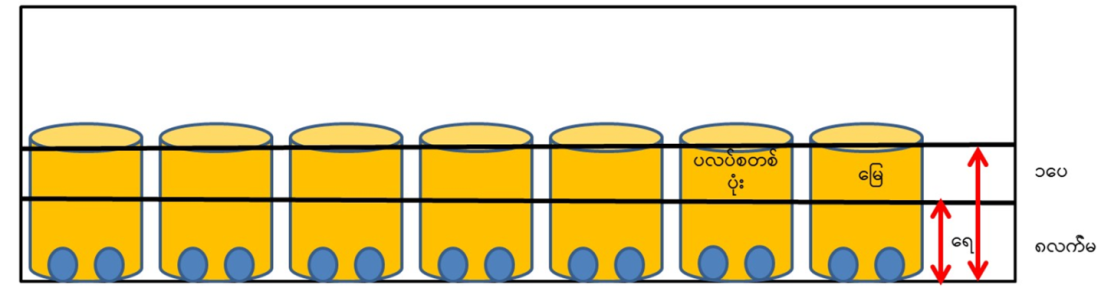 ပလပ်စတစ်
ပုံး
မြေ
၁ပေ
ရေ
၈လက်မ